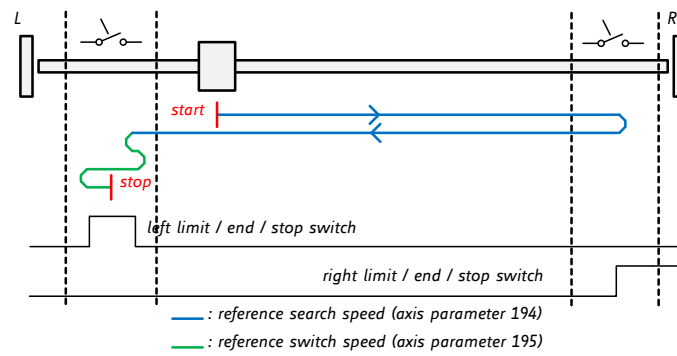 L
R
start
stop
left limit / end / stop switch
right limit / end / stop switch
: reference search speed (axis parameter 194)
: reference switch speed (axis parameter 195)